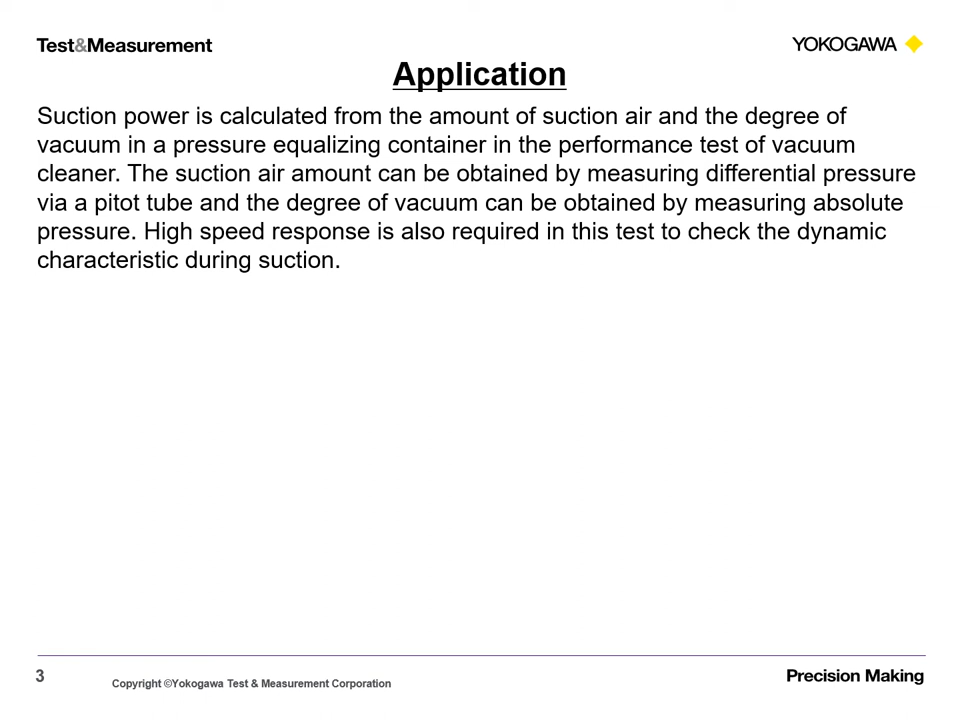 Test&Measurement
YOKOGAWA
Application
Suction power is calculated from the amount of suction air and the degree of
vacuum in a pressure equalizing container in the performance test of vacuum
cleaner. The suction air amount can be obtained by measuring differential pressure
via a pitot tube and the degree of vacuum can be obtained by measuring absolute
pressure. High speed response is also required in this test to check the dynamic
characteristic during suction.
3
Copyright ©Yokogawa Test & Measurement Corporation
Precision Making